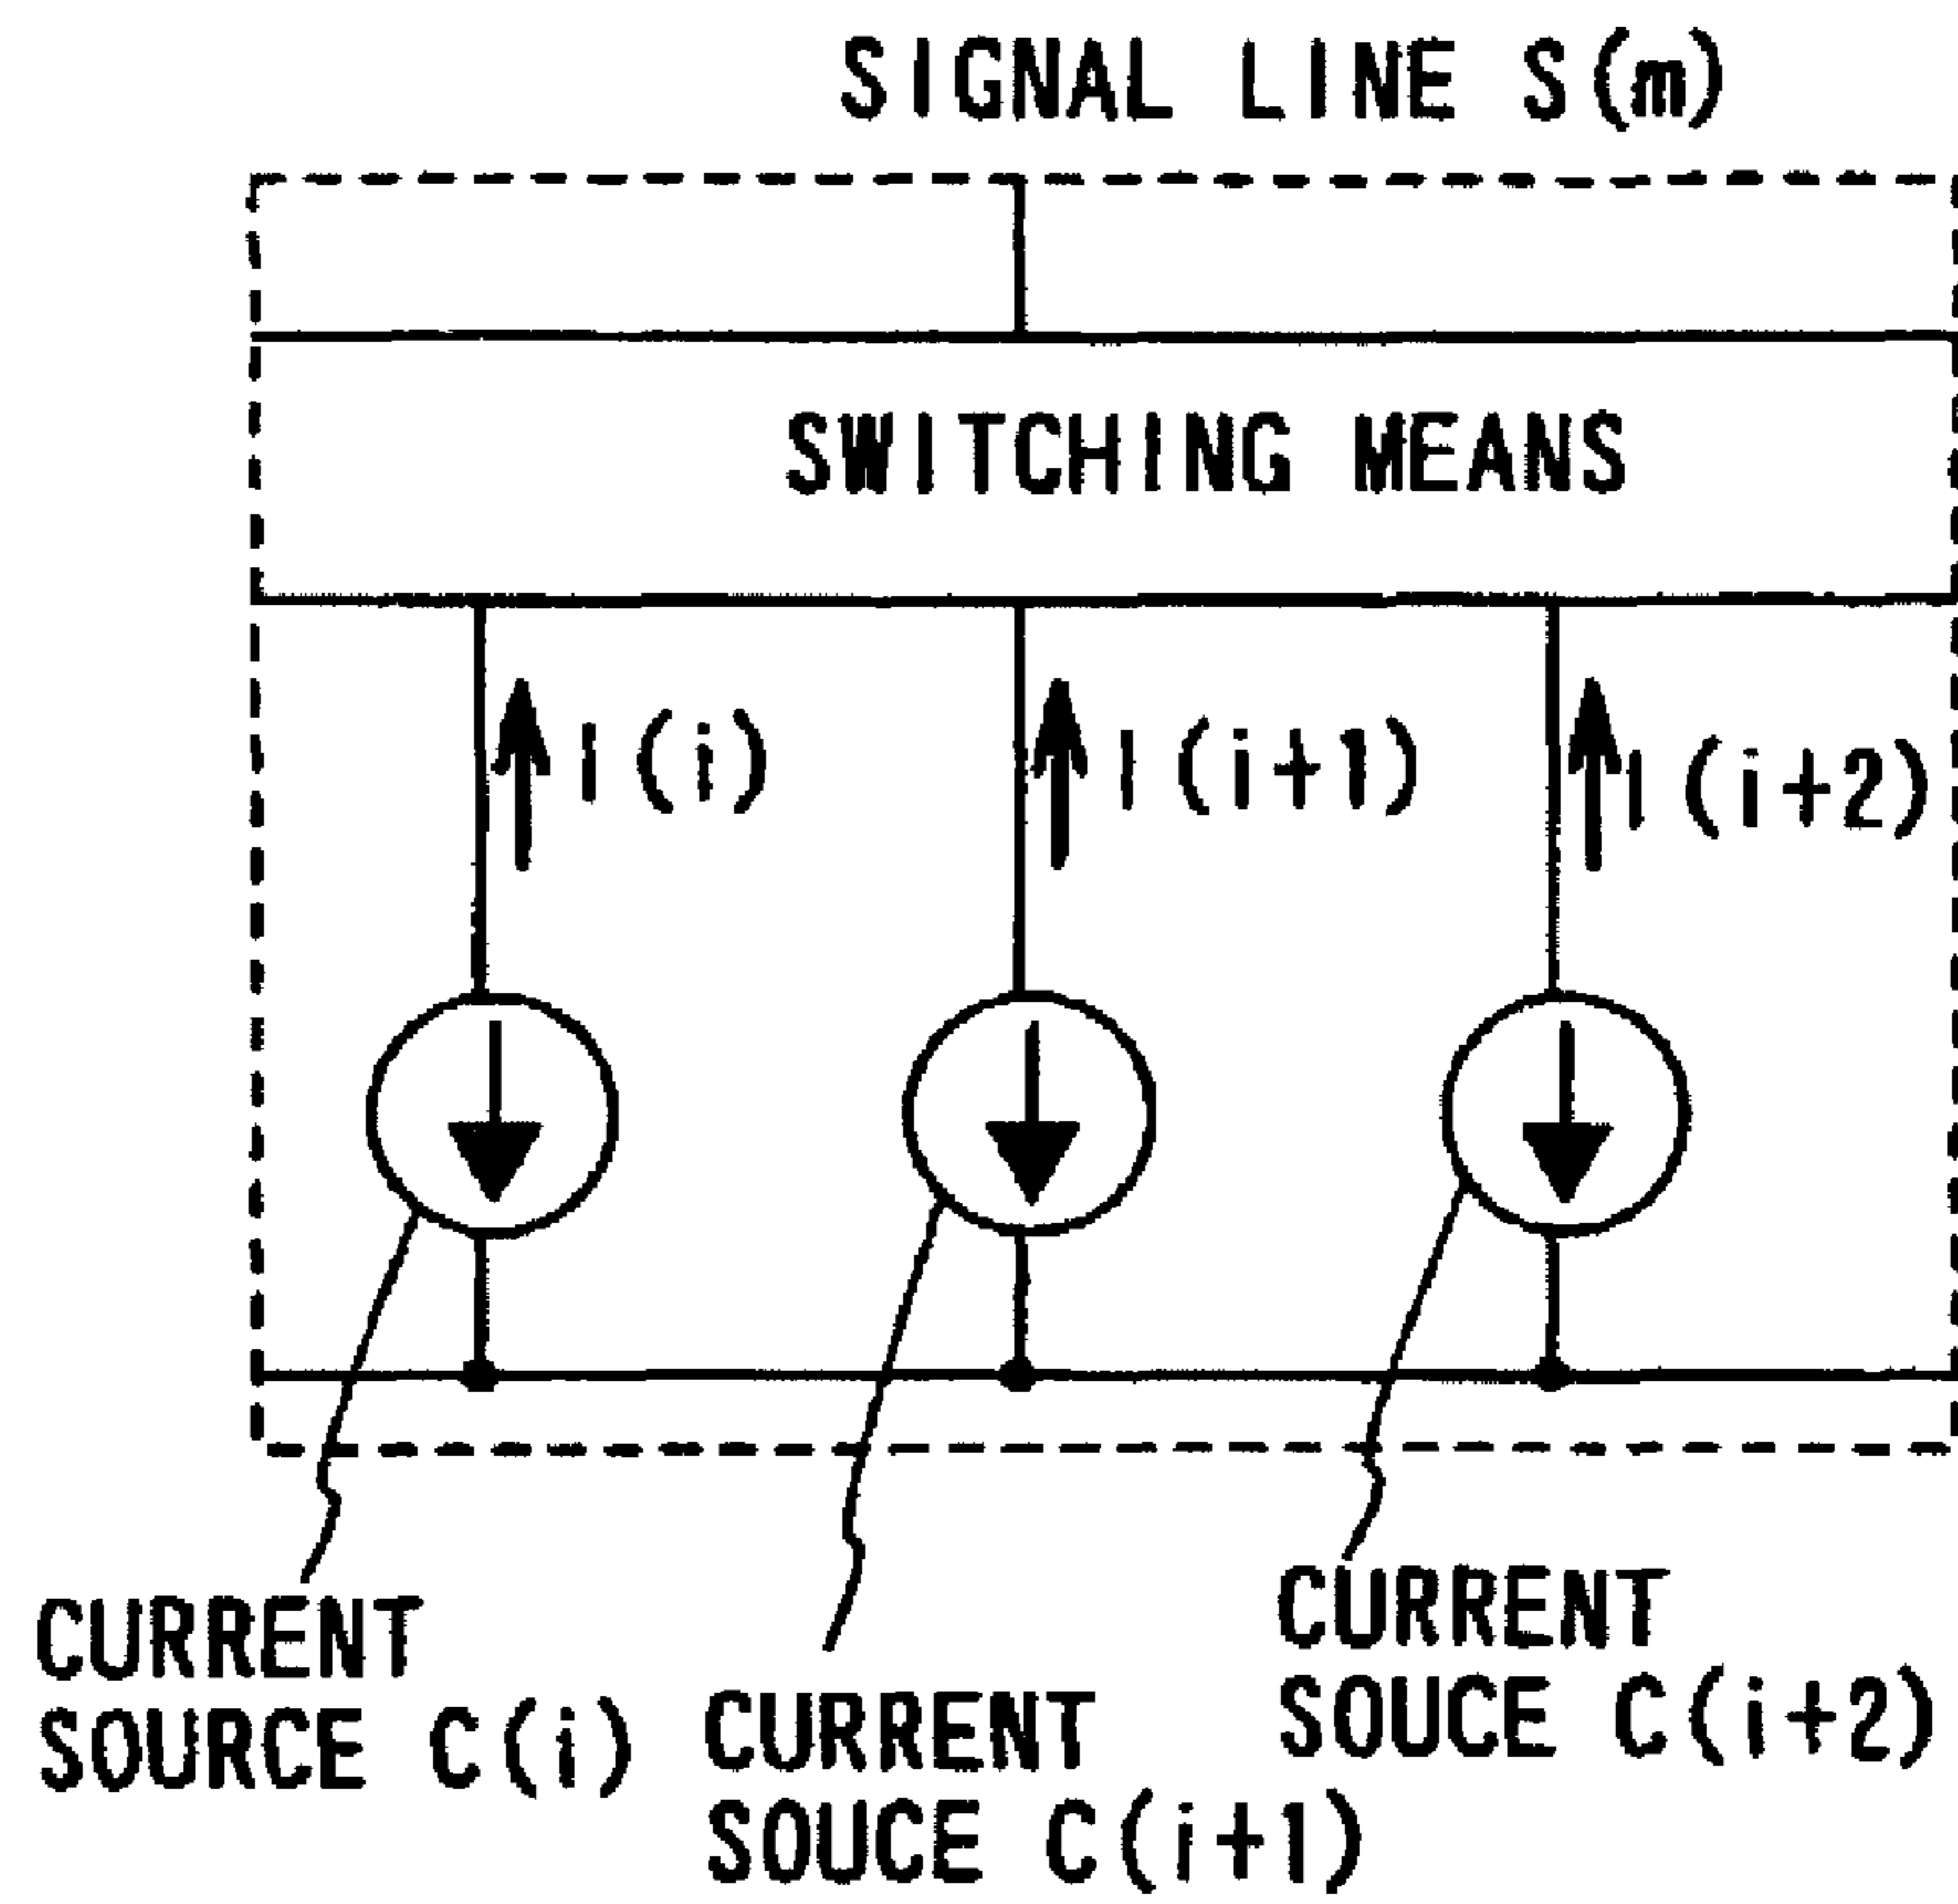 SIGNAL LINE S(m)
SWITCHING MEANS
I(i)
I(i+1)
I(i+2)
CURRENT
SOURCE C(i)
CURRENT
SOUCE C(i+1)
CURRENT
SOUCE C(i+2)